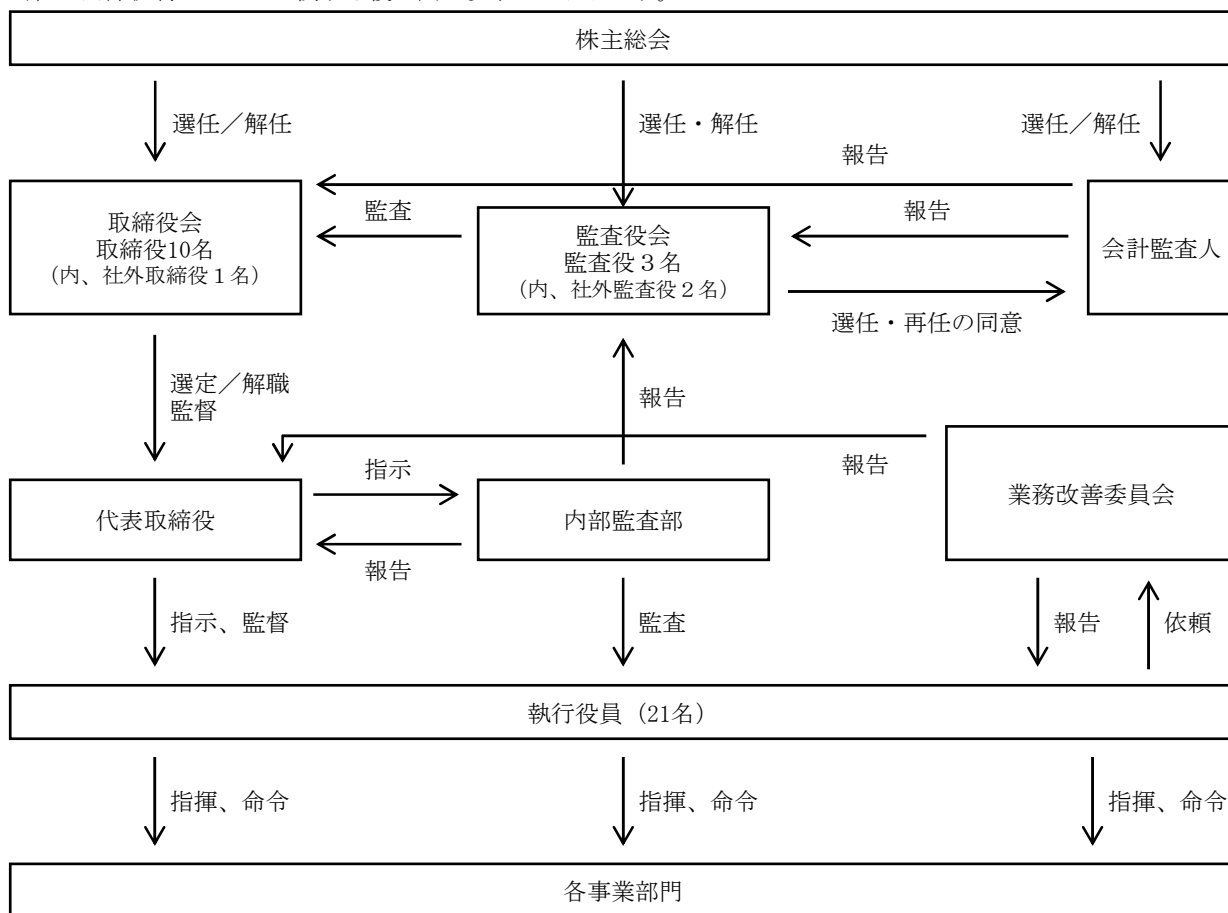 株主総会
選任／解任
選任・解任
選任／解任
報告
取締役会
取締役10名
（内、社外取締役１名）
監査
監査役会
監査役３名
（内、社外監査役２名）
報告
会計監査人
選任・再任の同意
選定／解職
監督
報告
報告
代表取締役
指示
報告
内部監査部
業務改善委員会
指示、監督
監査
報告
依頼
執行役員（21名）
指揮、命令
指揮、命令
指揮、命令
各事業部門